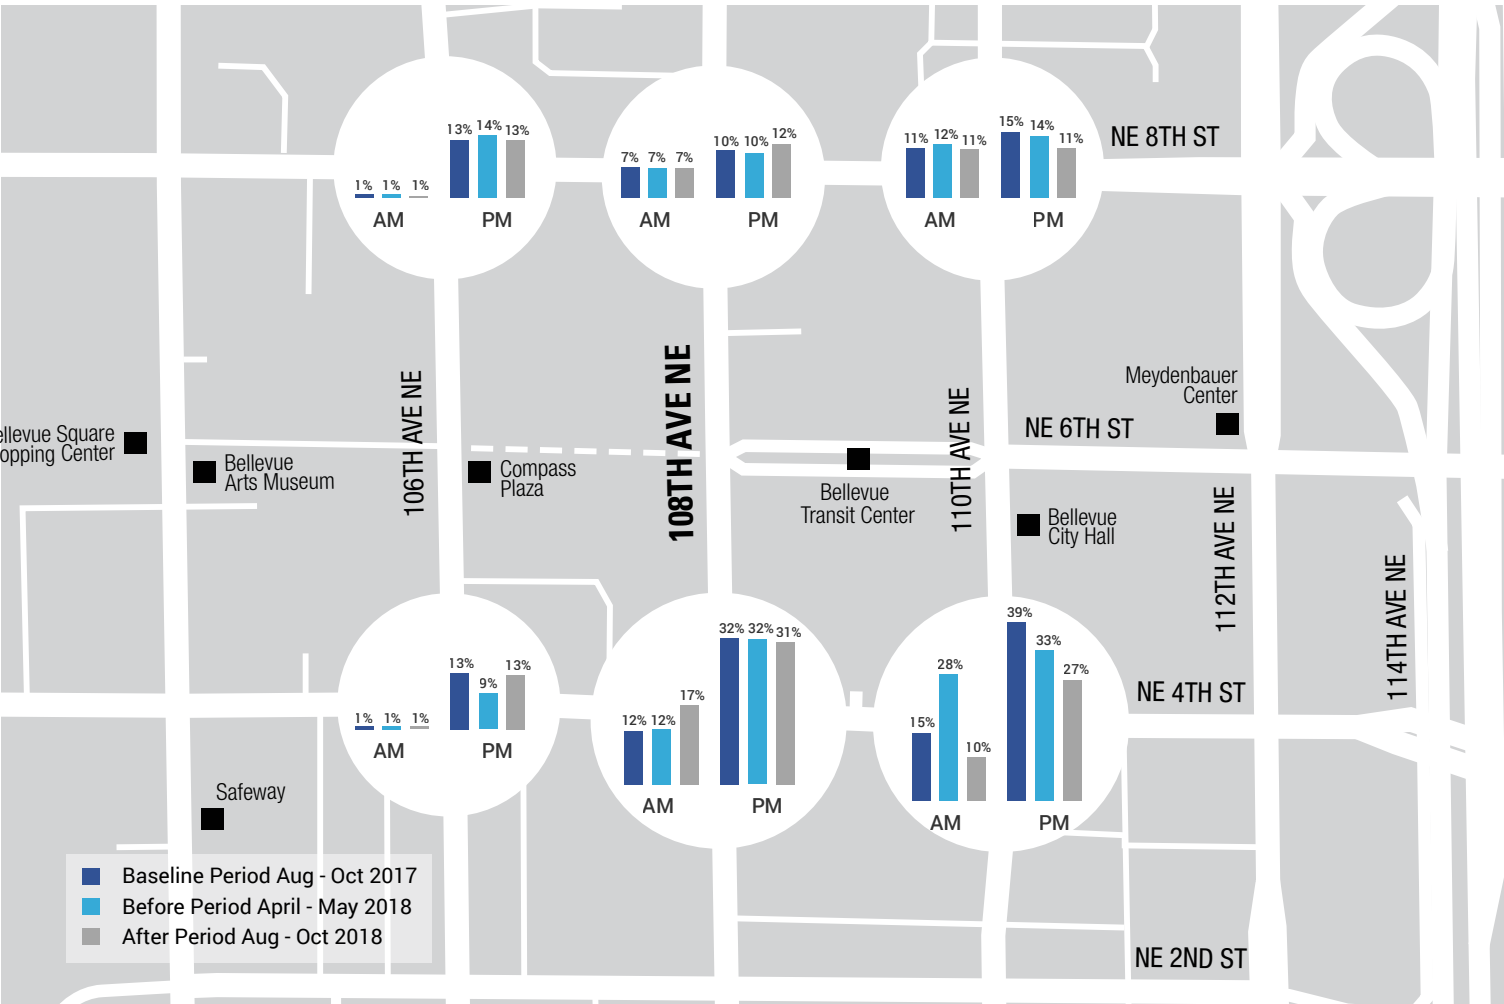 13% 14% 13%
1% 1% 1%
AM PM
10% 10% 12%
7% 7% 7%
AM PM
15% 14% 11%
11% 12% 11%
AM PM
NE 8TH ST
106TH AVE NE
108TH AVE NE
110TH AVE NE
112TH AVE NE
114TH AVE NE
Meydenbauer
Center
NE 6TH ST
ellevue Square
opping Center
Bellevue
Arts Museum
Compass
Plaza
Bellevue
Transit Center
Bellevue
City Hall
13% 9% 13%
1% 1% 1%
AM PM
32% 32% 31%
12% 12% 17%
AM PM
39% 33% 27%
15% 28% 10%
AM PM
NE 4TH ST
Safeway
Baseline Period Aug - Oct 2017
Before Period April - May 2018
After Period Aug - Oct 2018
NE 2ND ST